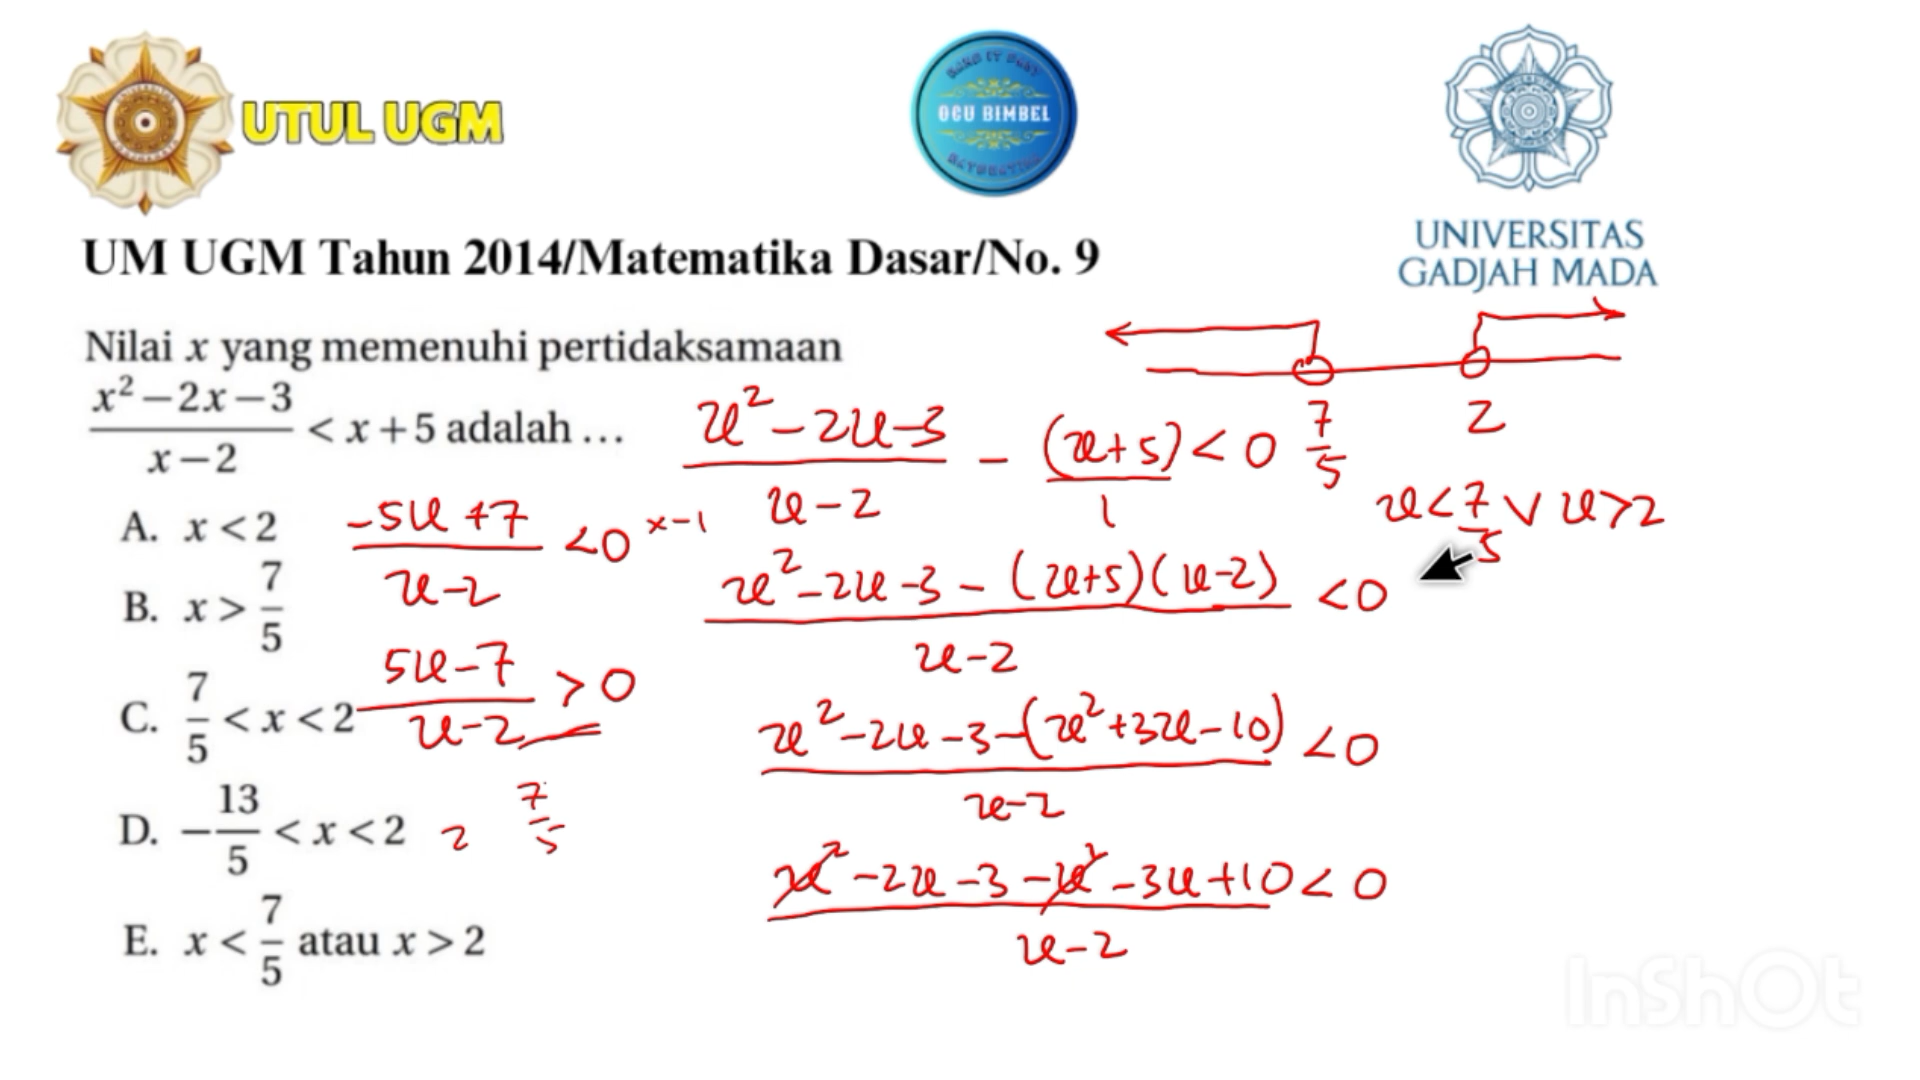 UTUL UGM
MAKE IT EASY
OCU BIMBEL
MATEMATIKA
UNIVERSITAS
GADJAH MADA
UM UGM Tahun 2014/Matematika Dasar/No. 9
Nilai x yang memenuhi pertidaksamaan
(x² − 2x − 3)/(x − 2) < x + 5 adalah ...
A. x < 2
B. x > 7/5
C. 7/5 < x < 2
D. −13/5 < x < 2
E. x < 7/5 atau x > 2
(x² − 2x − 3)/(x − 2) − (x + 5)/1 < 0
(x² − 2x − 3 − (x + 5)(x − 2))/(x − 2) < 0
(x² − 2x − 3 − (x² + 3x − 10))/(x − 2) < 0
(x² − 2x − 3 − x² − 3x + 10)/(x − 2) < 0
(−5x + 7)/(x − 2) < 0 x−1
(5x − 7)/(x − 2) > 0
2 7/5
7/5 2
x < 7/5 ∨ x > 2
InShOt